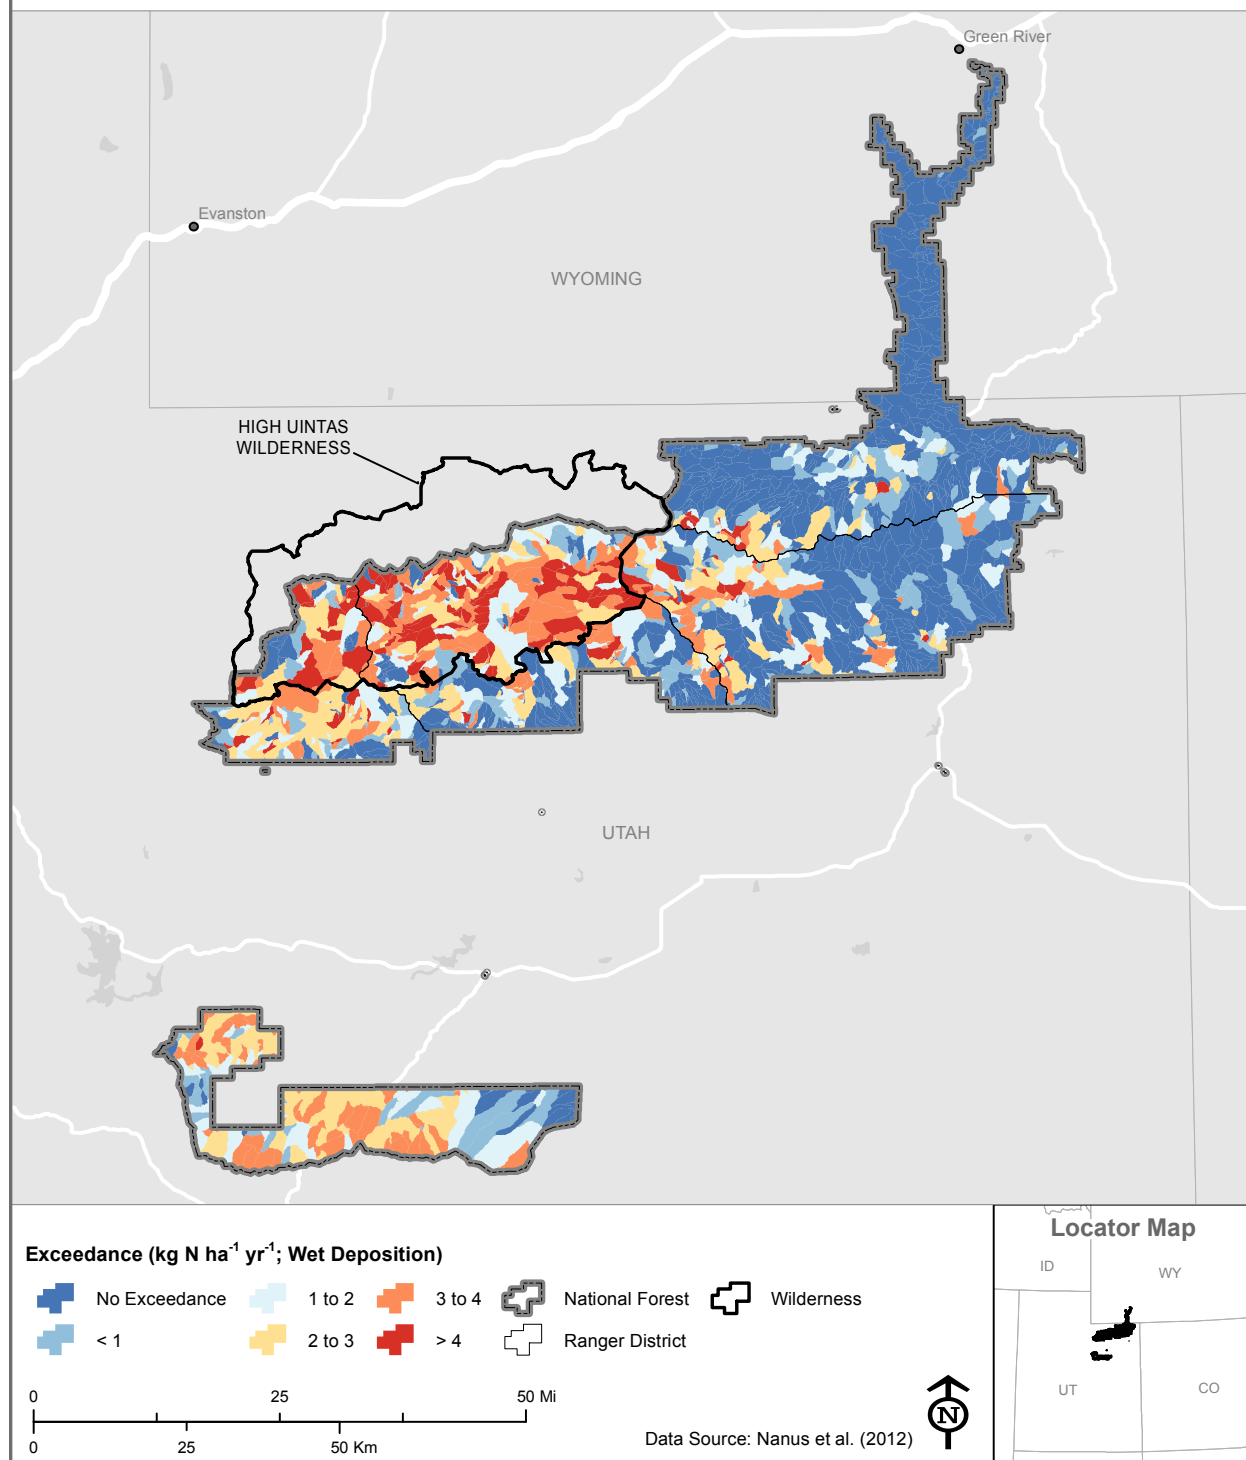 Green River
Evanston
WYOMING
HIGH UINTAS
WILDERNESS
UTAH
Exceedance (kg N ha⁻¹ yr⁻¹; Wet Deposition)
No Exceedance
1 to 2
3 to 4
National Forest
Wilderness
< 1
2 to 3
> 4
Ranger District
0 25 50 Mi
0 25 50 Km
Data Source: Nanus et al. (2012)
N
Locator Map
ID
WY
UT
CO